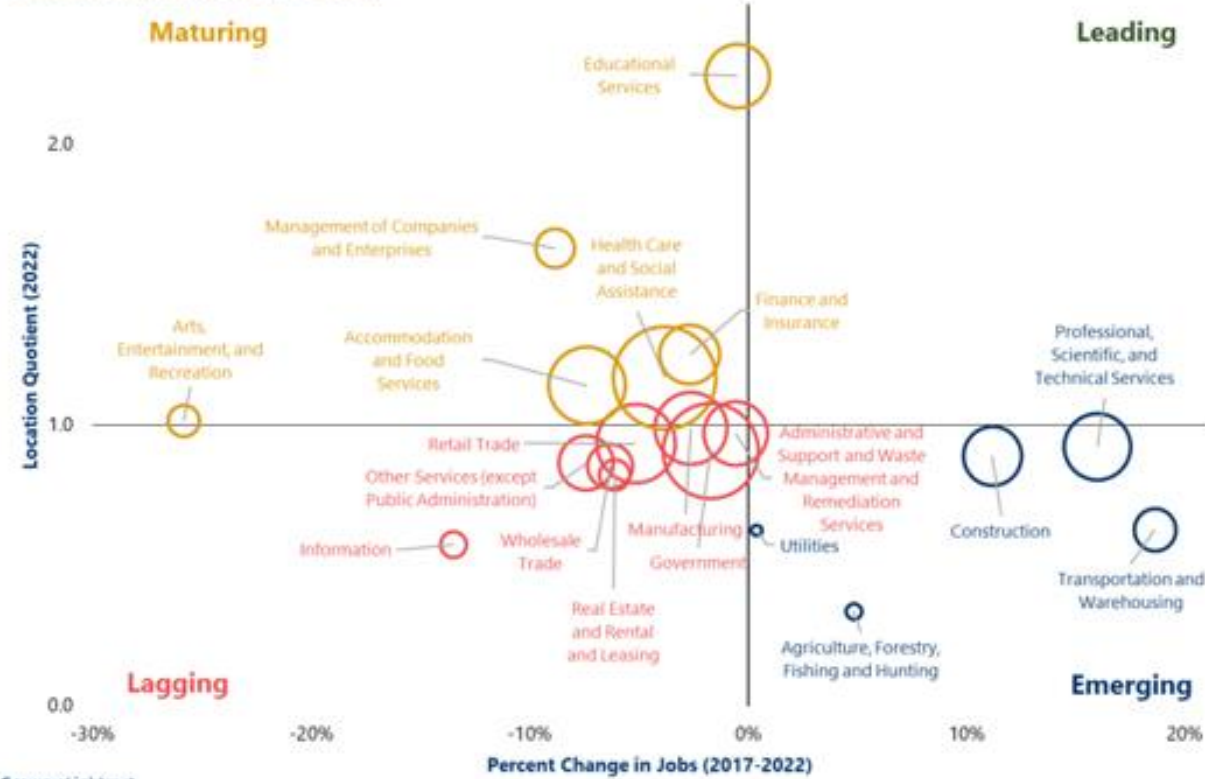 Maturing
Leading
Educational
Services
2.0
Management of Companies
and Enterprises
Health Care
and Social
Assistance
Finance and
Insurance
Arts,
Entertainment, and
Recreation
Accommodation
and Food
Services
Professional,
Scientific, and
Technical Services
Location Quotient (2022)
1.0
Retail Trade
Administrative and
Support and Waste
Management and
Remediation
Services
Other Services (except
Public Administration)
Manufacturing
Construction
Information
Wholesale
Trade
Utilities
Government
Transportation and
Warehousing
Real Estate
and Rental
and Leasing
Agriculture, Forestry,
Fishing and Hunting
Lagging
Emerging
0.0
-30%
-20%
-10%
0%
10%
20%
Percent Change in Jobs (2017-2022)